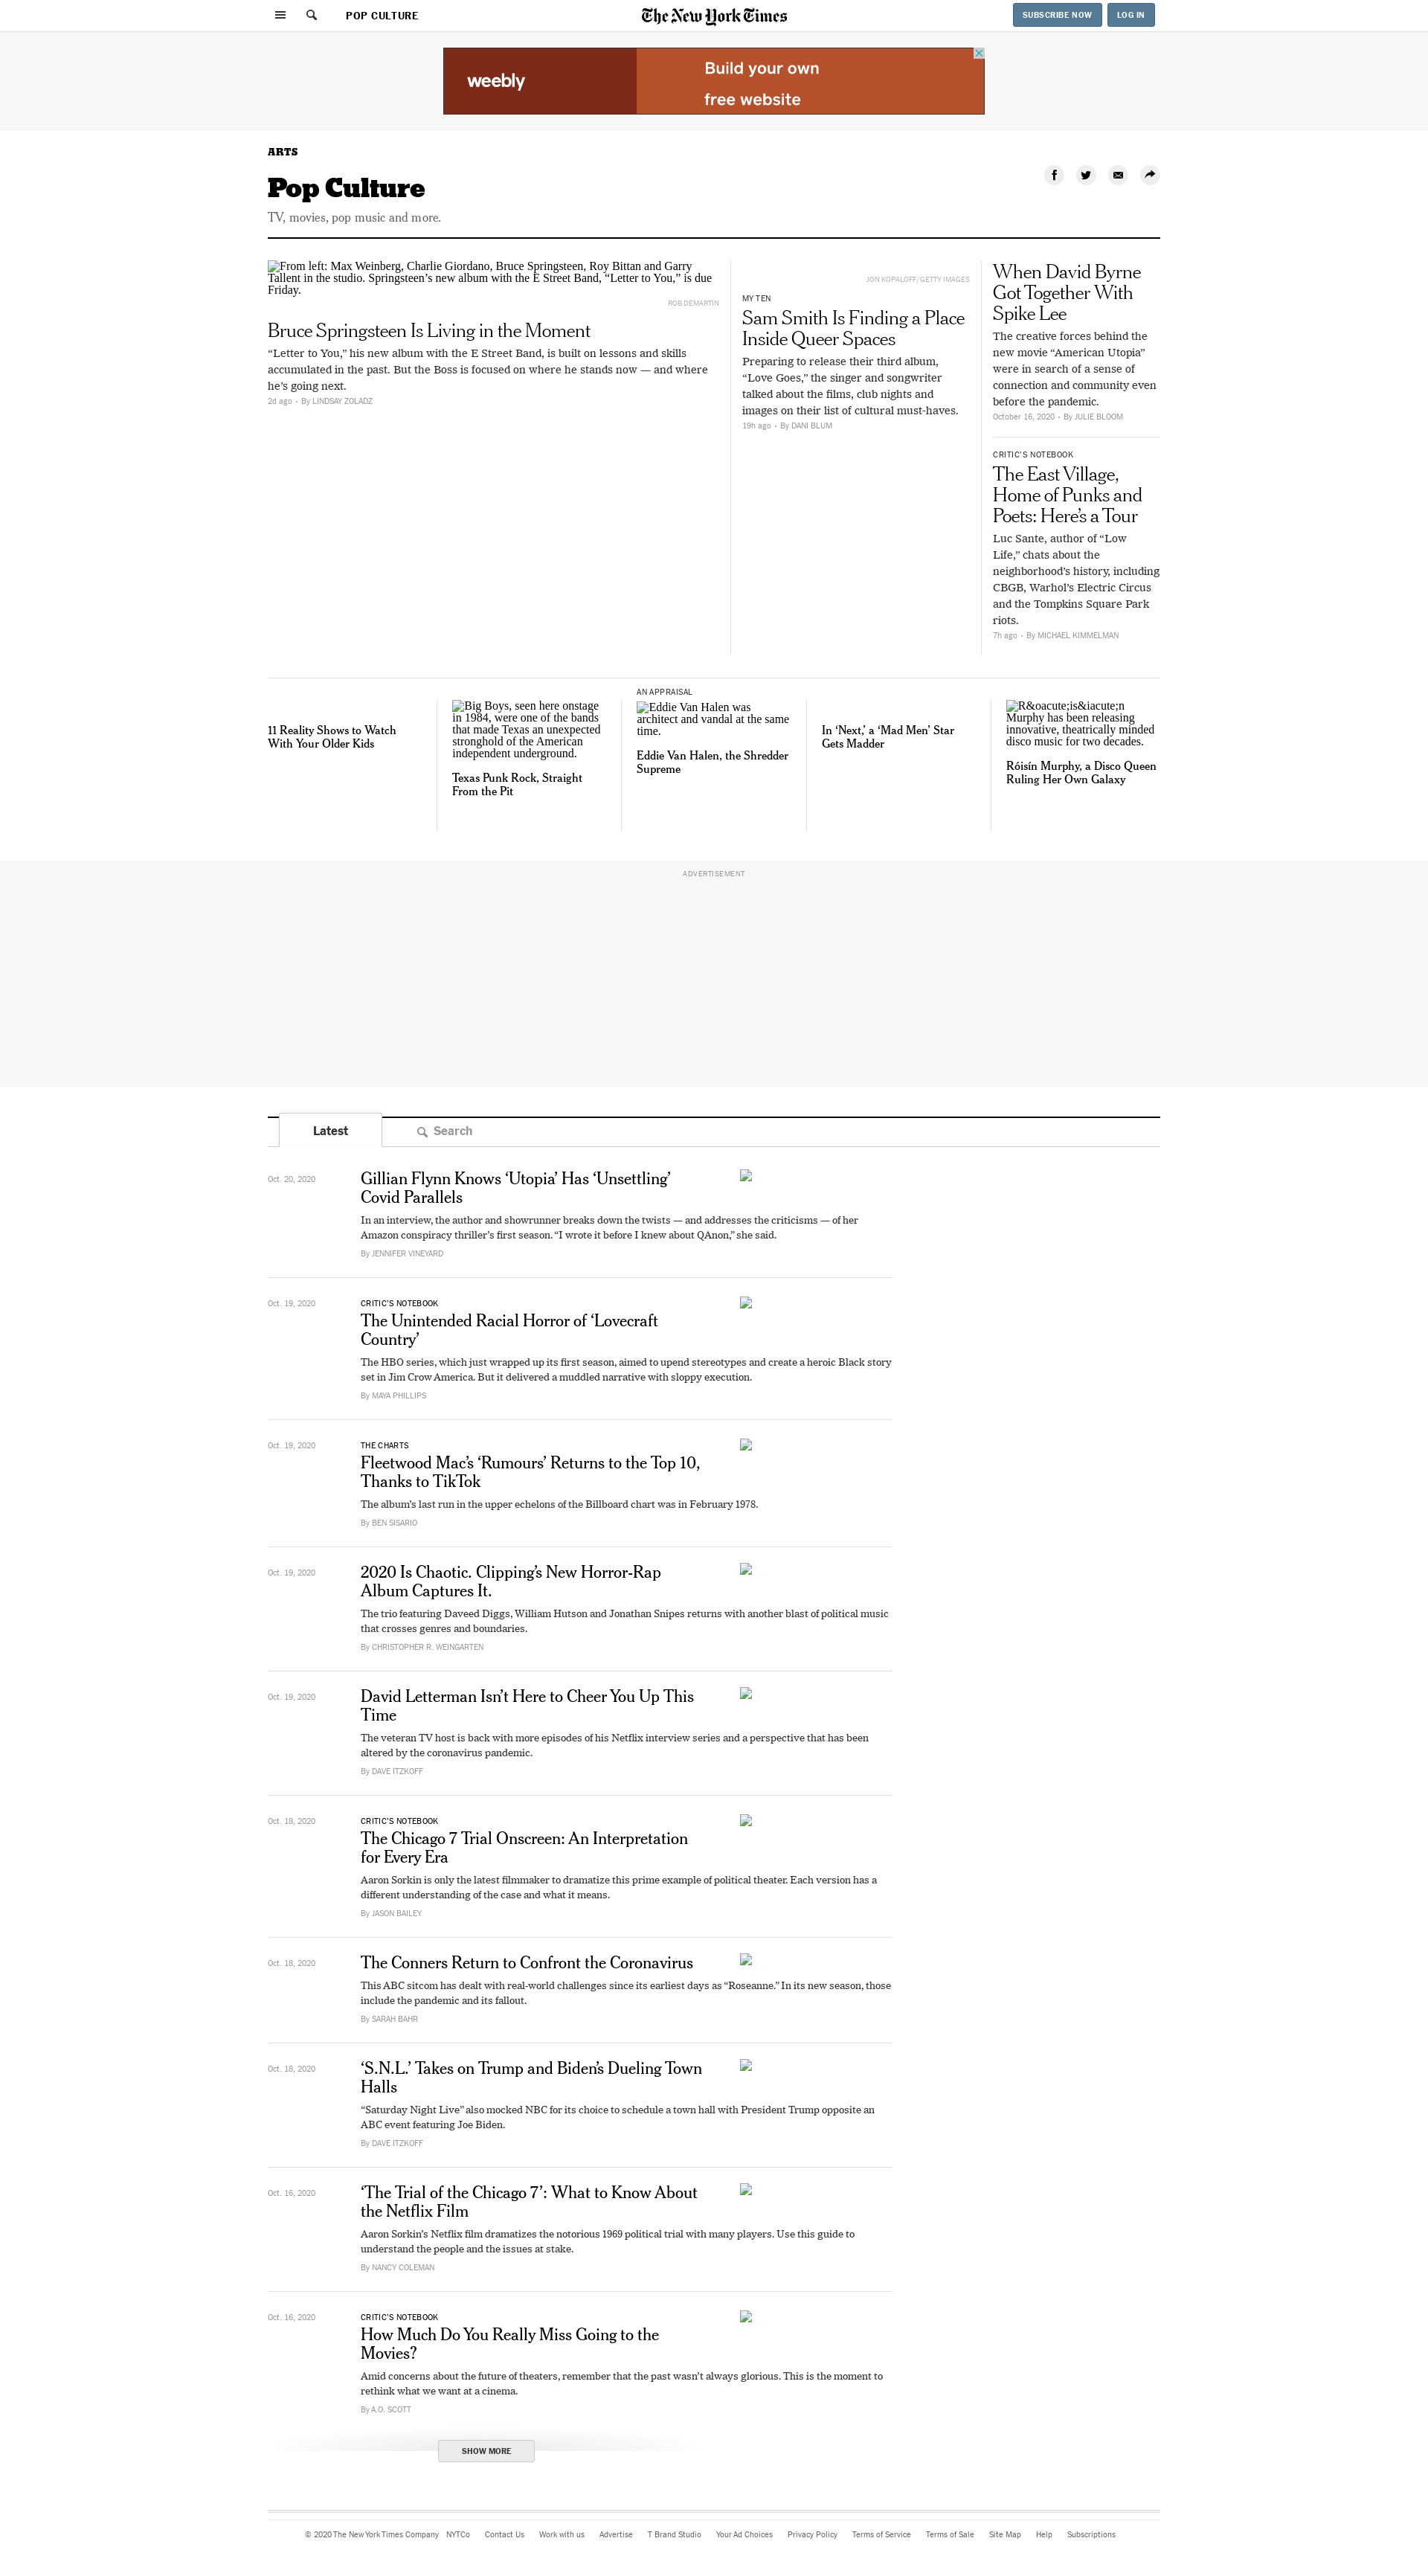 POP CULTURE
The New York Times
SUBSCRIBE NOW
LOG IN
weebly
Build your own
free website
ARTS
Pop Culture
TV, movies, pop music and more.
From left: Max Weinberg, Charlie Giordano, Bruce Springsteen, Roy Bittan and Garry
Tallent in the studio. Springsteen's new album with the E Street Band, “Letter to You,” is due
Friday.
ROB DEMARTIN
Bruce Springsteen Is Living in the Moment
“Letter to You,” his new album with the E Street Band, is built on lessons and skills
accumulated in the past. But the Boss is focused on where he stands now — and where
he’s going next.
2d ago • By LINDSAY ZOLADZ
JON KOPALOFF/GETTY IMAGES
MY TEN
Sam Smith Is Finding a Place
Inside Queer Spaces
Preparing to release their third album,
“Love Goes,” the singer and songwriter
talked about the films, club nights and
images on their list of cultural must-haves.
19h ago • By DANI BLUM
When David Byrne
Got Together With
Spike Lee
The creative forces behind the
new movie “American Utopia”
were in search of a sense of
connection and community even
before the pandemic.
October 16, 2020 • By JULIE BLOOM
CRITIC’S NOTEBOOK
The East Village,
Home of Punks and
Poets: Here’s a Tour
Luc Sante, author of “Low
Life,” chats about the
neighborhood’s history, including
CBGB, Warhol’s Electric Circus
and the Tompkins Square Park
riots.
7h ago • By MICHAEL KIMMELMAN
11 Reality Shows to Watch
With Your Older Kids
Big Boys, seen here onstage
in 1984, were one of the bands
that made Texas an unexpected
stronghold of the American
independent underground.
Texas Punk Rock, Straight
From the Pit
AN APPRAISAL
Eddie Van Halen was
architect and vandal at the same
time.
Eddie Van Halen, the Shredder
Supreme
In ‘Next,’ a ‘Mad Men’ Star
Gets Madder
R&oacute;is&iacute;n
Murphy has been releasing
innovative, theatrically minded
disco music for two decades.
Róisín Murphy, a Disco Queen
Ruling Her Own Galaxy
ADVERTISEMENT
Latest
Search
Oct. 20, 2020
Gillian Flynn Knows ‘Utopia’ Has ‘Unsettling’
Covid Parallels
In an interview, the author and showrunner breaks down the twists — and addresses the criticisms — of her
Amazon conspiracy thriller’s first season. “I wrote it before I knew about QAnon,” she said.
By JENNIFER VINEYARD
Oct. 19, 2020
CRITIC’S NOTEBOOK
The Unintended Racial Horror of ‘Lovecraft
Country’
The HBO series, which just wrapped up its first season, aimed to upend stereotypes and create a heroic Black story
set in Jim Crow America. But it delivered a muddled narrative with sloppy execution.
By MAYA PHILLIPS
Oct. 19, 2020
THE CHARTS
Fleetwood Mac’s ‘Rumours’ Returns to the Top 10,
Thanks to TikTok
The album’s last run in the upper echelons of the Billboard chart was in February 1978.
By BEN SISARIO
Oct. 19, 2020
2020 Is Chaotic. Clipping’s New Horror-Rap
Album Captures It.
The trio featuring Daveed Diggs, William Hutson and Jonathan Snipes returns with another blast of political music
that crosses genres and boundaries.
By CHRISTOPHER R. WEINGARTEN
Oct. 19, 2020
David Letterman Isn’t Here to Cheer You Up This
Time
The veteran TV host is back with more episodes of his Netflix interview series and a perspective that has been
altered by the coronavirus pandemic.
By DAVE ITZKOFF
Oct. 18, 2020
CRITIC’S NOTEBOOK
The Chicago 7 Trial Onscreen: An Interpretation
for Every Era
Aaron Sorkin is only the latest filmmaker to dramatize this prime example of political theater. Each version has a
different understanding of the case and what it means.
By JASON BAILEY
Oct. 18, 2020
The Conners Return to Confront the Coronavirus
This ABC sitcom has dealt with real-world challenges since its earliest days as “Roseanne.” In its new season, those
include the pandemic and its fallout.
By SARAH BAHR
Oct. 18, 2020
‘S.N.L.’ Takes on Trump and Biden’s Dueling Town
Halls
“Saturday Night Live” also mocked NBC for its choice to schedule a town hall with President Trump opposite an
ABC event featuring Joe Biden.
By DAVE ITZKOFF
Oct. 16, 2020
‘The Trial of the Chicago 7’: What to Know About
the Netflix Film
Aaron Sorkin’s Netflix film dramatizes the notorious 1969 political trial with many players. Use this guide to
understand the people and the issues at stake.
By NANCY COLEMAN
Oct. 16, 2020
CRITIC’S NOTEBOOK
How Much Do You Really Miss Going to the
Movies?
Amid concerns about the future of theaters, remember that the past wasn’t always glorious. This is the moment to
rethink what we want at a cinema.
By A.O. SCOTT
SHOW MORE
© 2020 The New York Times Company NYTCo Contact Us Work with us Advertise T Brand Studio Your Ad Choices Privacy Policy Terms of Service Terms of Sale Site Map Help Subscriptions